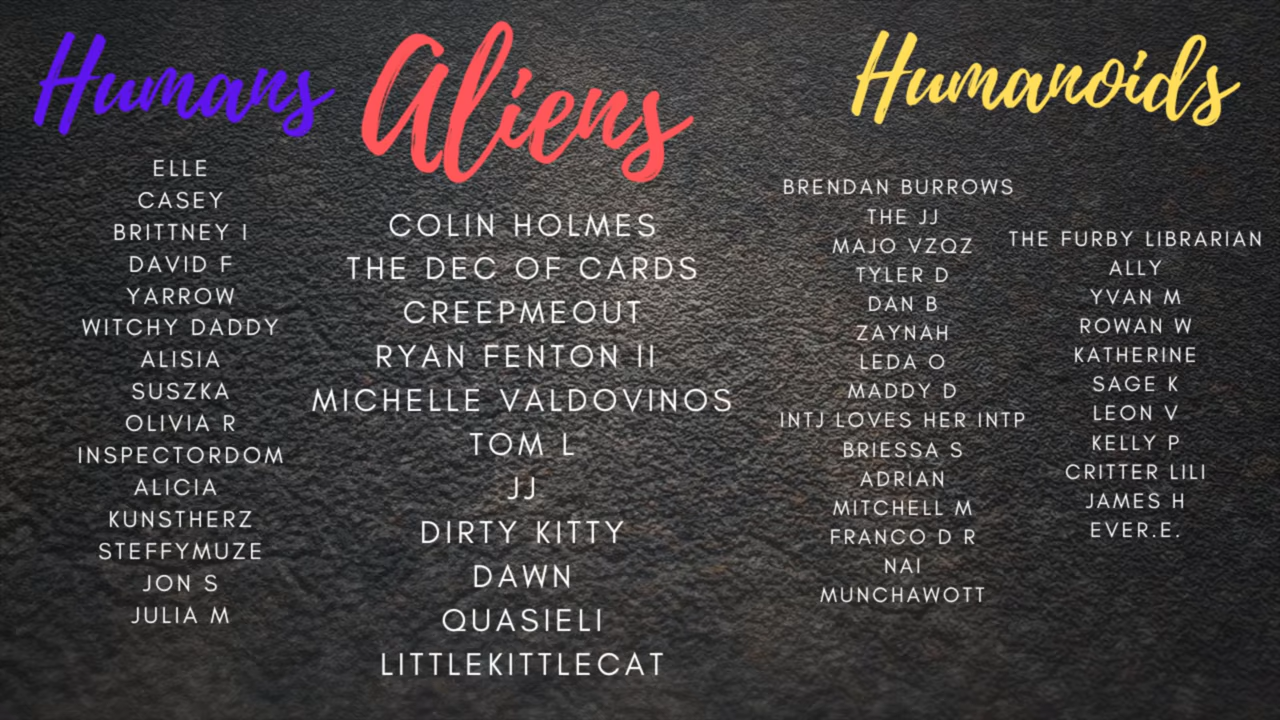 Humans
ELLE
CASEY
BRITTNEY I
DAVID F
YARROW
WITCHY DADDY
ALISIA
SUSZKA
OLIVIA R
INSPECTORDOM
ALICIA
KUNSTHERZ
STEFFYMUZE
JON S
JULIA M
Aliens
COLIN HOLMES
THE DEC OF CARDS
CREEPMEOUT
RYAN FENTON II
MICHELLE VALDOVINOS
TOM L
JJ
DIRTY KITTY
DAWN
QUASIELI
LITTLEKITTLECAT
Humanoids
BRENDAN BURROWS
THE JJ
MAJO VZQZ
TYLER D
DAN B
ZAYNAH
LEDA O
MADDY D
INTJ LOVES HER INTP
BRIESSA S
ADRIAN
MITCHELL M
FRANCO D R
NAI
MUNCHAWOTT
THE FURBY LIBRARIAN
ALLY
YVAN M
ROWAN W
KATHERINE
SAGE K
LEON V
KELLY P
CRITTER LILI
JAMES H
EVER.E.